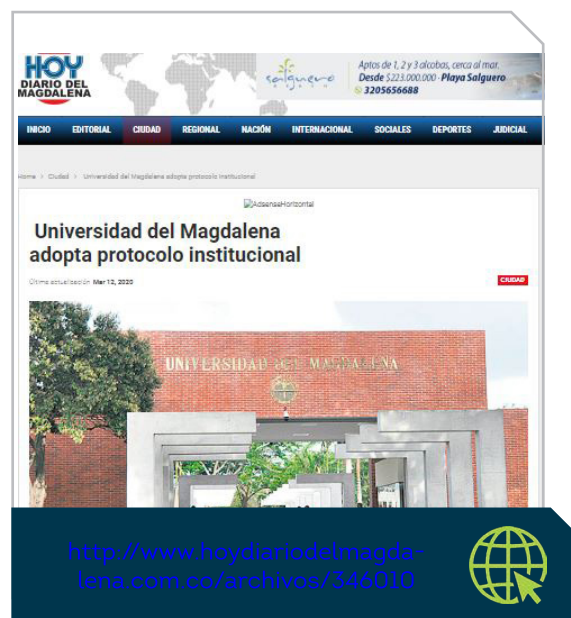 HOY
DIARIO DEL
MAGDALENA
salguero
Aptos de 1, 2 y 3 alcobas, cerca al mar.
Desde $223.000.000 - Playa Salguero
3205656688
INICIO EDITORIAL CIUDAD REGIONAL NACIÓN INTERNACIONAL SOCIALES DEPORTES JUDICIAL
Home > Ciudad > Universidad del Magdalena adopta protocolo institucional
AdsenseHorizontal
Universidad del Magdalena
adopta protocolo institucional
Última actualización Mar 12, 2020
CIUDAD
UNIVERSIDAD DEL MAGDALENA
http://www.hoydiariodelmagda-
lena.com.co/archivos/346010